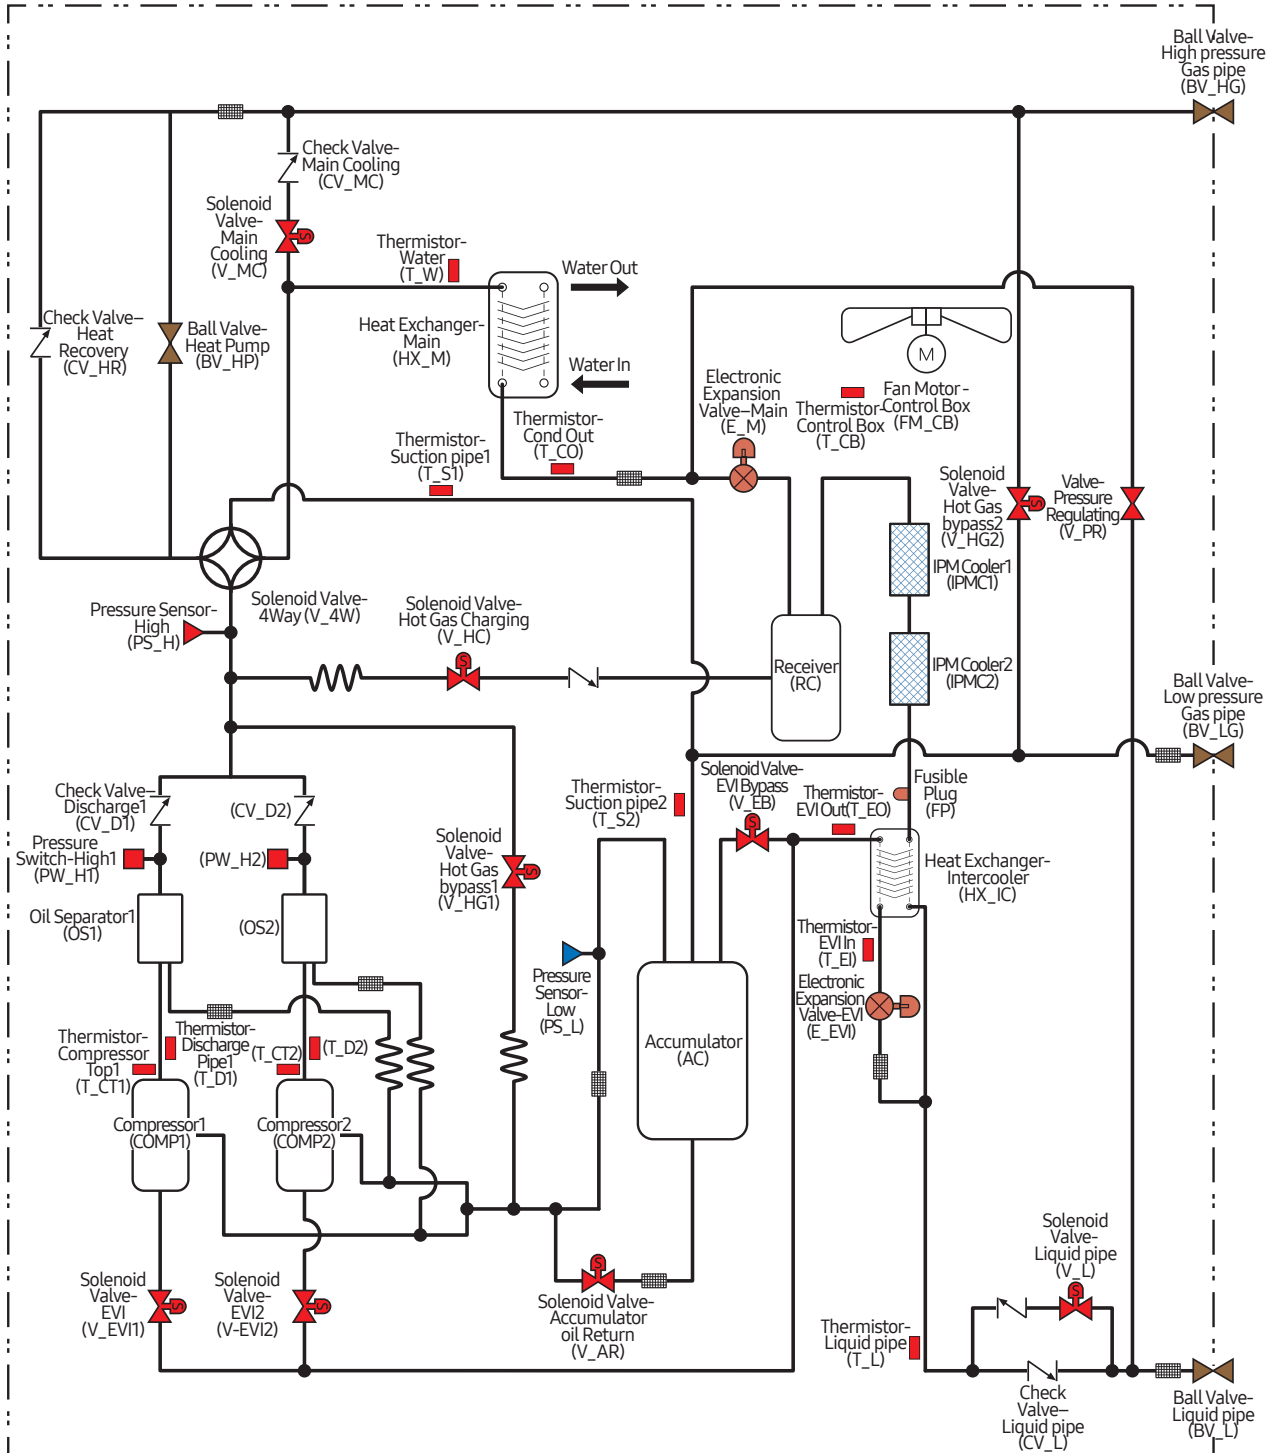 Ball Valve-
High pressure
Gas pipe
(BV_HG)
Check Valve-
Main Cooling
(CV_MC)
Solenoid
Valve-
Main
Cooling
(V_MC)
Thermistor-
Water
(T_W)
Water Out
Heat Exchanger-
Main
(HX_M)
Water In
Check Valve–
Heat
Recovery
(CV_HR)
Ball Valve-
Heat Pump
(BV_HP)
M
Electronic
Expansion
Valve–Main
(E_M)
Thermistor-
Control Box
(T_CB)
Fan Motor -
Control Box
(FM_CB)
Thermistor-
Cond Out
(T_CO)
Thermistor-
Suction pipe1
(T_S1)
Solenoid
Valve-
Hot Gas
bypass2
(V_HG2)
S
Valve-
Pressure
Regulating
(V_PR)
IPM Cooler1
(IPMC1)
Solenoid Valve-
4Way (V_4W)
Pressure Sensor-
High
(PS_H)
Solenoid Valve-
Hot Gas Charging
(V_HC)
S
S
Receiver
(RC)
IPM Cooler2
(IPMC2)
Ball Valve-
Low pressure
Gas pipe
(BV_LG)
Check Valve–
Discharge1
(CV_D1)
(CV_D2)
Thermistor-
Suction pipe2
(T_S2)
Solenoid Valve-
EVI Bypass
(V_EB)
S
Thermistor-
EVI Out(T_EO)
Fusible
Plug
(FP)
Pressure
Switch-High1
(PW_H1)
(PW_H2)
Solenoid
Valve-
Hot Gas
bypass1
(V_HG1)
S
Heat Exchanger-
Intercooler
(HX_IC)
Oil Separator1
(OS1)
(OS2)
Thermistor-
EVI In
(T_EI)
Pressure
Sensor-
Low
(PS_L)
Electronic
Expansion
Valve-EVI
(E_EVI)
Accumulator
(AC)
Thermistor-
Compressor
Top1
(T_CT1)
Thermistor-
Discharge
Pipe1
(T_D1)
(T_CT2)
(T_D2)
Compressor1
(COMP1)
Compressor2
(COMP2)
Solenoid
Valve-
EVI
(V_EVI1)
S
Solenoid
Valve-
EVI2
(V-EVI2)
S
S
Solenoid Valve-
Accumulator
oil Return
(V_AR)
Solenoid
Valve-
Liquid pipe
(V_L)
S
Thermistor-
Liquid pipe
(T_L)
Check
Valve–
Liquid pipe
(CV_L)
Ball Valve-
Liquid pipe
(BV_L)